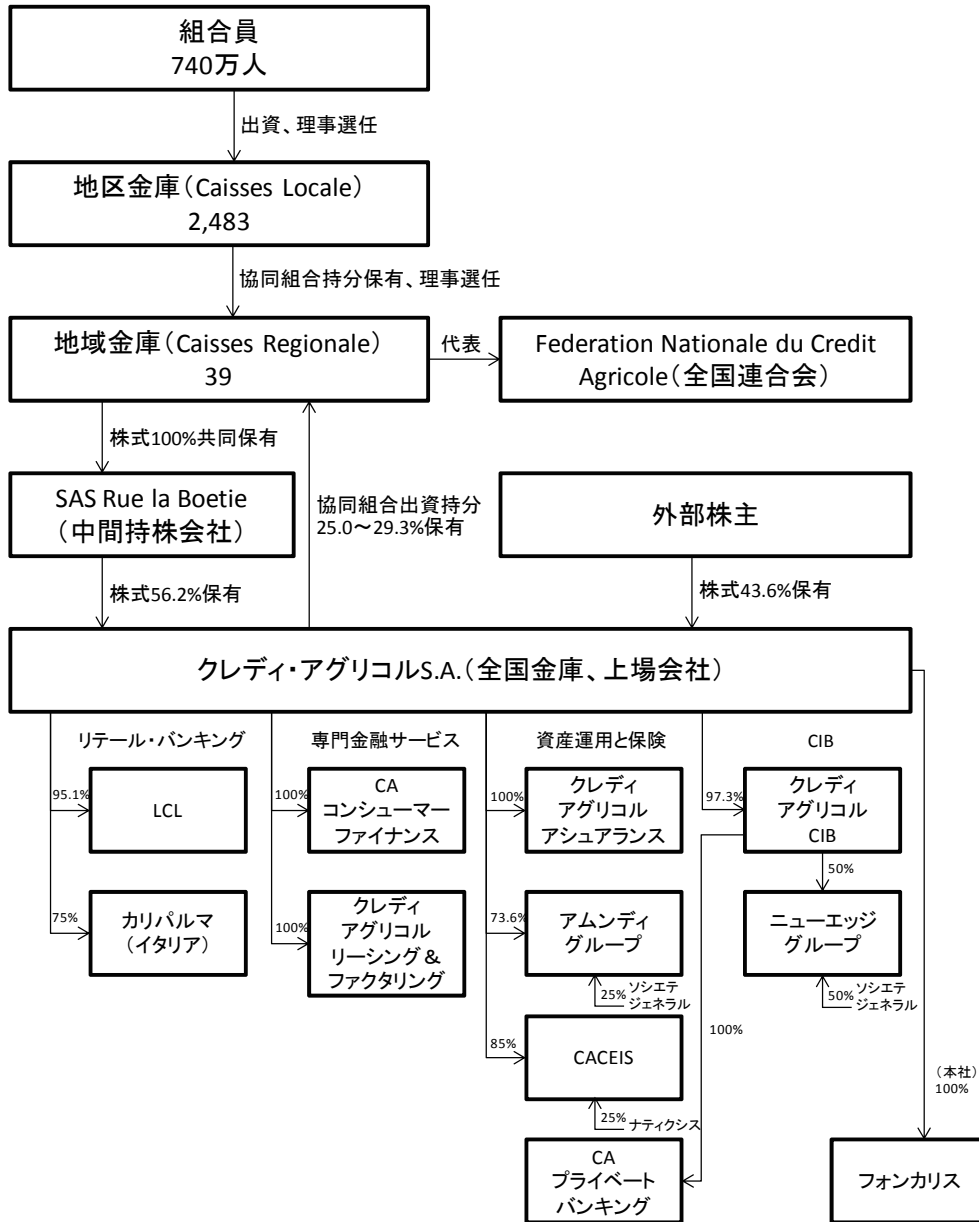 組合員
740万人
出資、理事選任
地区金庫（Caisses Locale）
2,483
協同組合持分保有、理事選任
地域金庫（Caisses Regionale）
39
代表
Federation Nationale du Credit
Agricole（全国連合会）
株式100%共同保有
SAS Rue la Boetie
（中間持株会社）
協同組合出資持分
25.0～29.3%保有
外部株主
株式56.2%保有
株式43.6%保有
クレディ・アグリコルS.A.（全国金庫、上場会社）
リテール・バンキング
専門金融サービス
資産運用と保険
CIB
95.1%
LCL
100%
CA
コンシューマー
ファイナンス
100%
クレディ
アグリコル
アシュアランス
97.3%
クレディ
アグリコル
CIB
50%
75%
カリパルマ
（イタリア）
100%
クレディ
アグリコル
リーシング＆
ファクタリング
73.6%
アムンディ
グループ
ニューエッジ
グループ
25%
ソシエテ
ジェネラル
50%
ソシエテ
ジェネラル
100%
85%
CACEIS
（本社）
100%
25%
ナティクシス
CA
プライベート
バンキング
フォンカリス